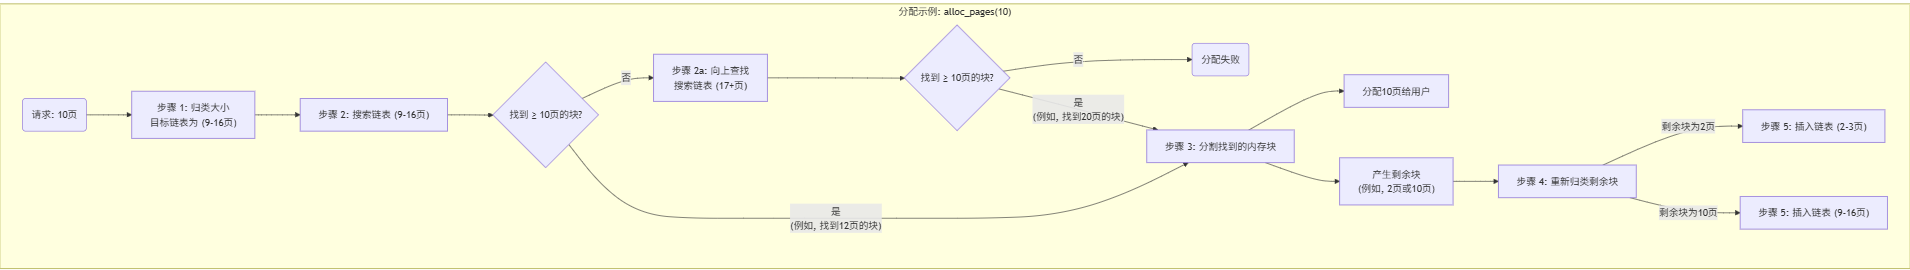 分配示例: alloc_pages(10)
请求: 10页
步骤 1: 归类大小
目标链表为 (9-16页)
步骤 2: 搜索链表 (9-16页)
找到 ≥ 10页的块?
否
步骤 2a: 向上查找
搜索链表 (17+页)
找到 ≥ 10页的块?
否
分配失败
是
(例如, 找到20页的块)
是
(例如, 找到12页的块)
步骤 3: 分割找到的内存块
分配10页给用户
产生剩余块
(例如, 2页或10页)
步骤 4: 重新归类剩余块
剩余块为2页
步骤 5: 插入链表 (2-3页)
剩余块为10页
步骤 5: 插入链表 (9-16页)